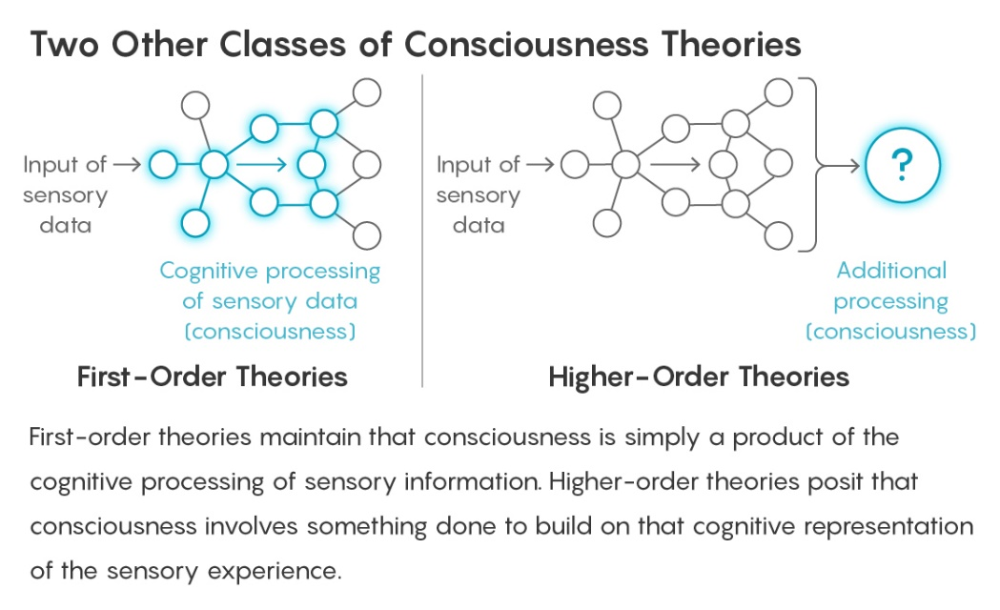 Two Other Classes of Consciousness Theories
Input of
sensory
data
Cognitive processing
of sensory data
(consciousness)
First-Order Theories
Input of
sensory
data
?
Additional
processing
(consciousness)
Higher-Order Theories
First-order theories maintain that consciousness is simply a product of the
cognitive processing of sensory information. Higher-order theories posit that
consciousness involves something done to build on that cognitive representation
of the sensory experience.